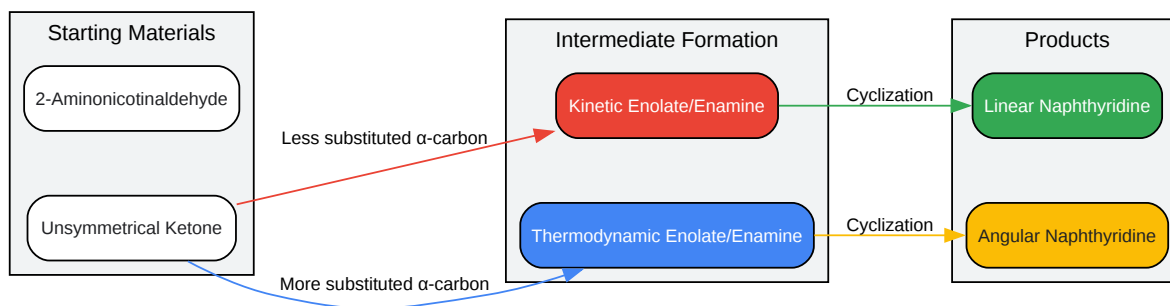 Starting Materials
2-Aminonicotinaldehyde
Unsymmetrical Ketone
Less substituted α-carbon
More substituted α-carbon
Intermediate Formation
Kinetic Enolate/Enamine
Thermodynamic Enolate/Enamine
Cyclization
Cyclization
Products
Linear Naphthyridine
Angular Naphthyridine